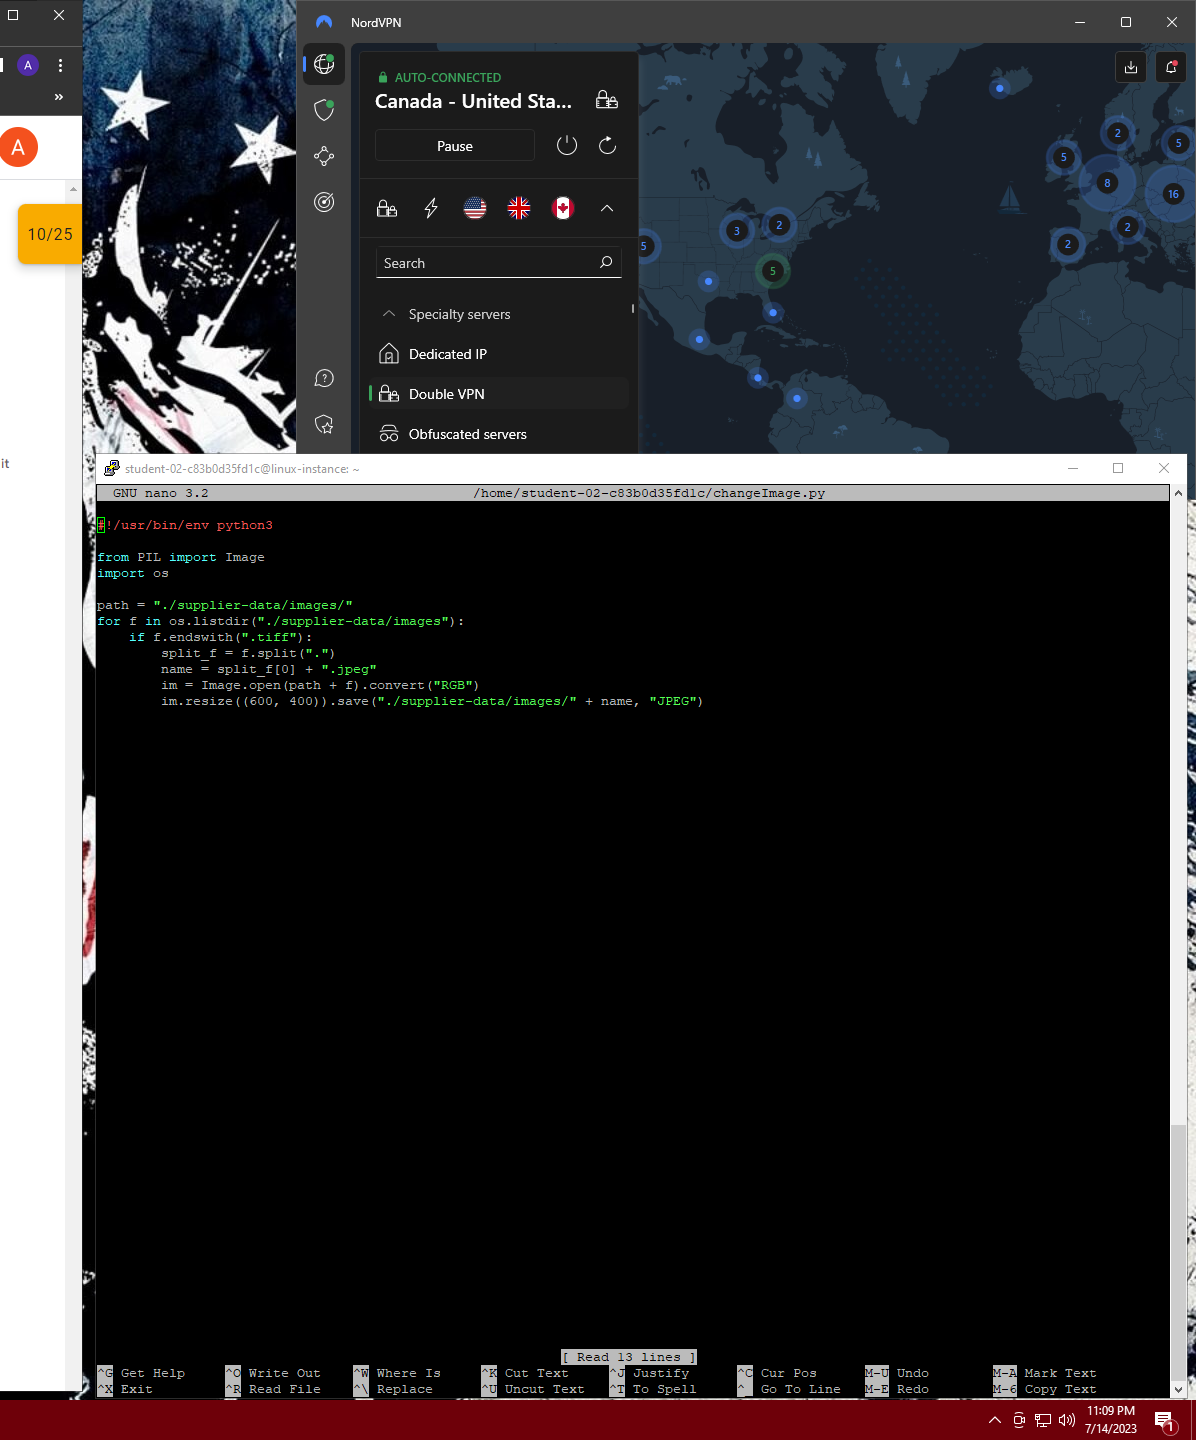 NordVPN
A
»
A
10/25
it
AUTO-CONNECTED
Canada - United Sta...
Pause
Search
Specialty servers
Dedicated IP
Double VPN
Obfuscated servers
5
3
2
5
5
2
8
5
16
2
2
student-02-c83b0d35fd1c@linux-instance: ~
GNU nano 3.2 /home/student-02-c83b0d35fd1c/changeImage.py
#!/usr/bin/env python3
from PIL import Image
import os
path = "./supplier-data/images/"
for f in os.listdir("./supplier-data/images"):
    if f.endswith(".tiff"):
        split_f = f.split(".")
        name = split_f[0] + ".jpeg"
        im = Image.open(path + f).convert("RGB")
        im.resize((600, 400)).save("./supplier-data/images/" + name, "JPEG")
[ Read 13 lines ]
^G Get Help ^O Write Out ^W Where Is ^K Cut Text ^J Justify ^C Cur Pos M-U Undo M-A Mark Text
^X Exit ^R Read File ^\ Replace ^U Uncut Text ^T To Spell ^_ Go To Line M-E Redo M-6 Copy Text
11:09 PM
7/14/2023
1